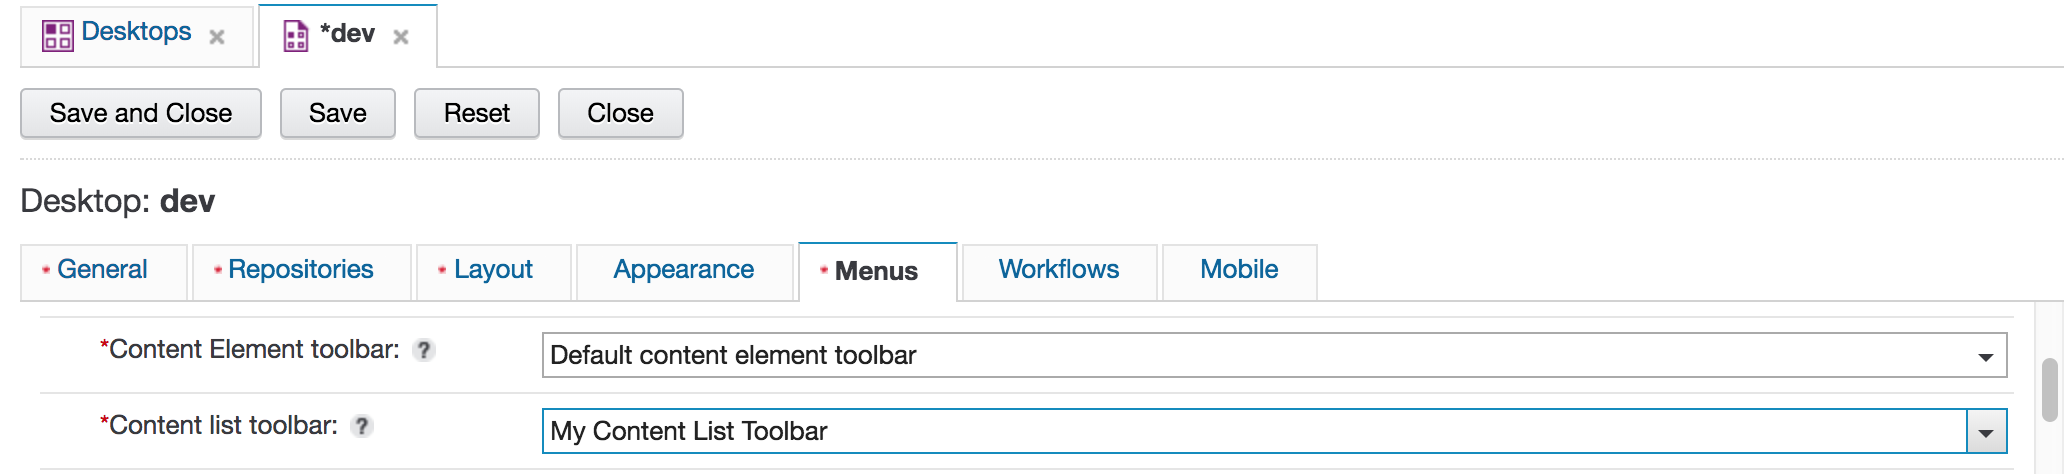 Desktops *dev
Save and Close Save Reset Close
Desktop: dev
* General * Repositories * Layout Appearance * Menus Workflows Mobile
*Content Element toolbar: ? Default content element toolbar
*Content list toolbar: ? My Content List Toolbar